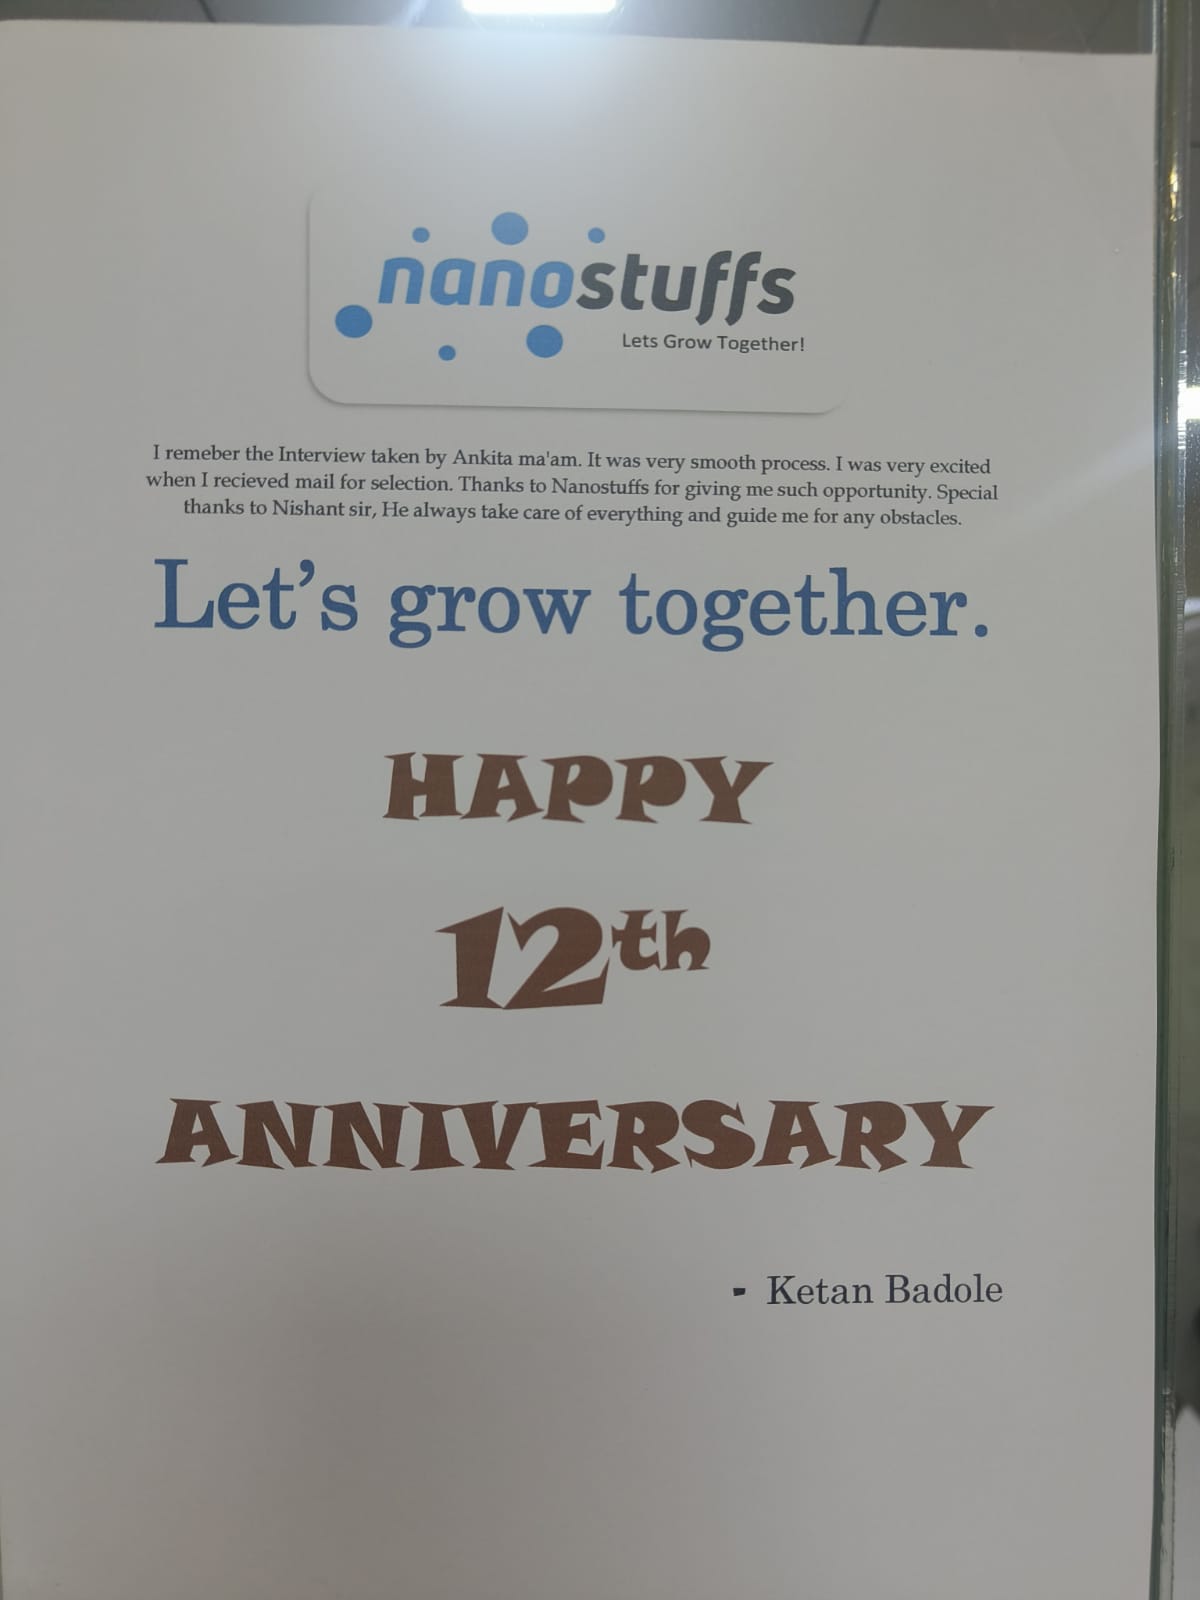 nanostuffs
Lets Grow Together!
I remeber the Interview taken by Ankita ma'am. It was very smooth process. I was very excited
when I recieved mail for selection. Thanks to Nanostuffs for giving me such opportunity. Special
thanks to Nishant sir, He always take care of everything and guide me for any obstacles.
Let's grow together.
HAPPY
12th
ANNIVERSARY
- Ketan Badole